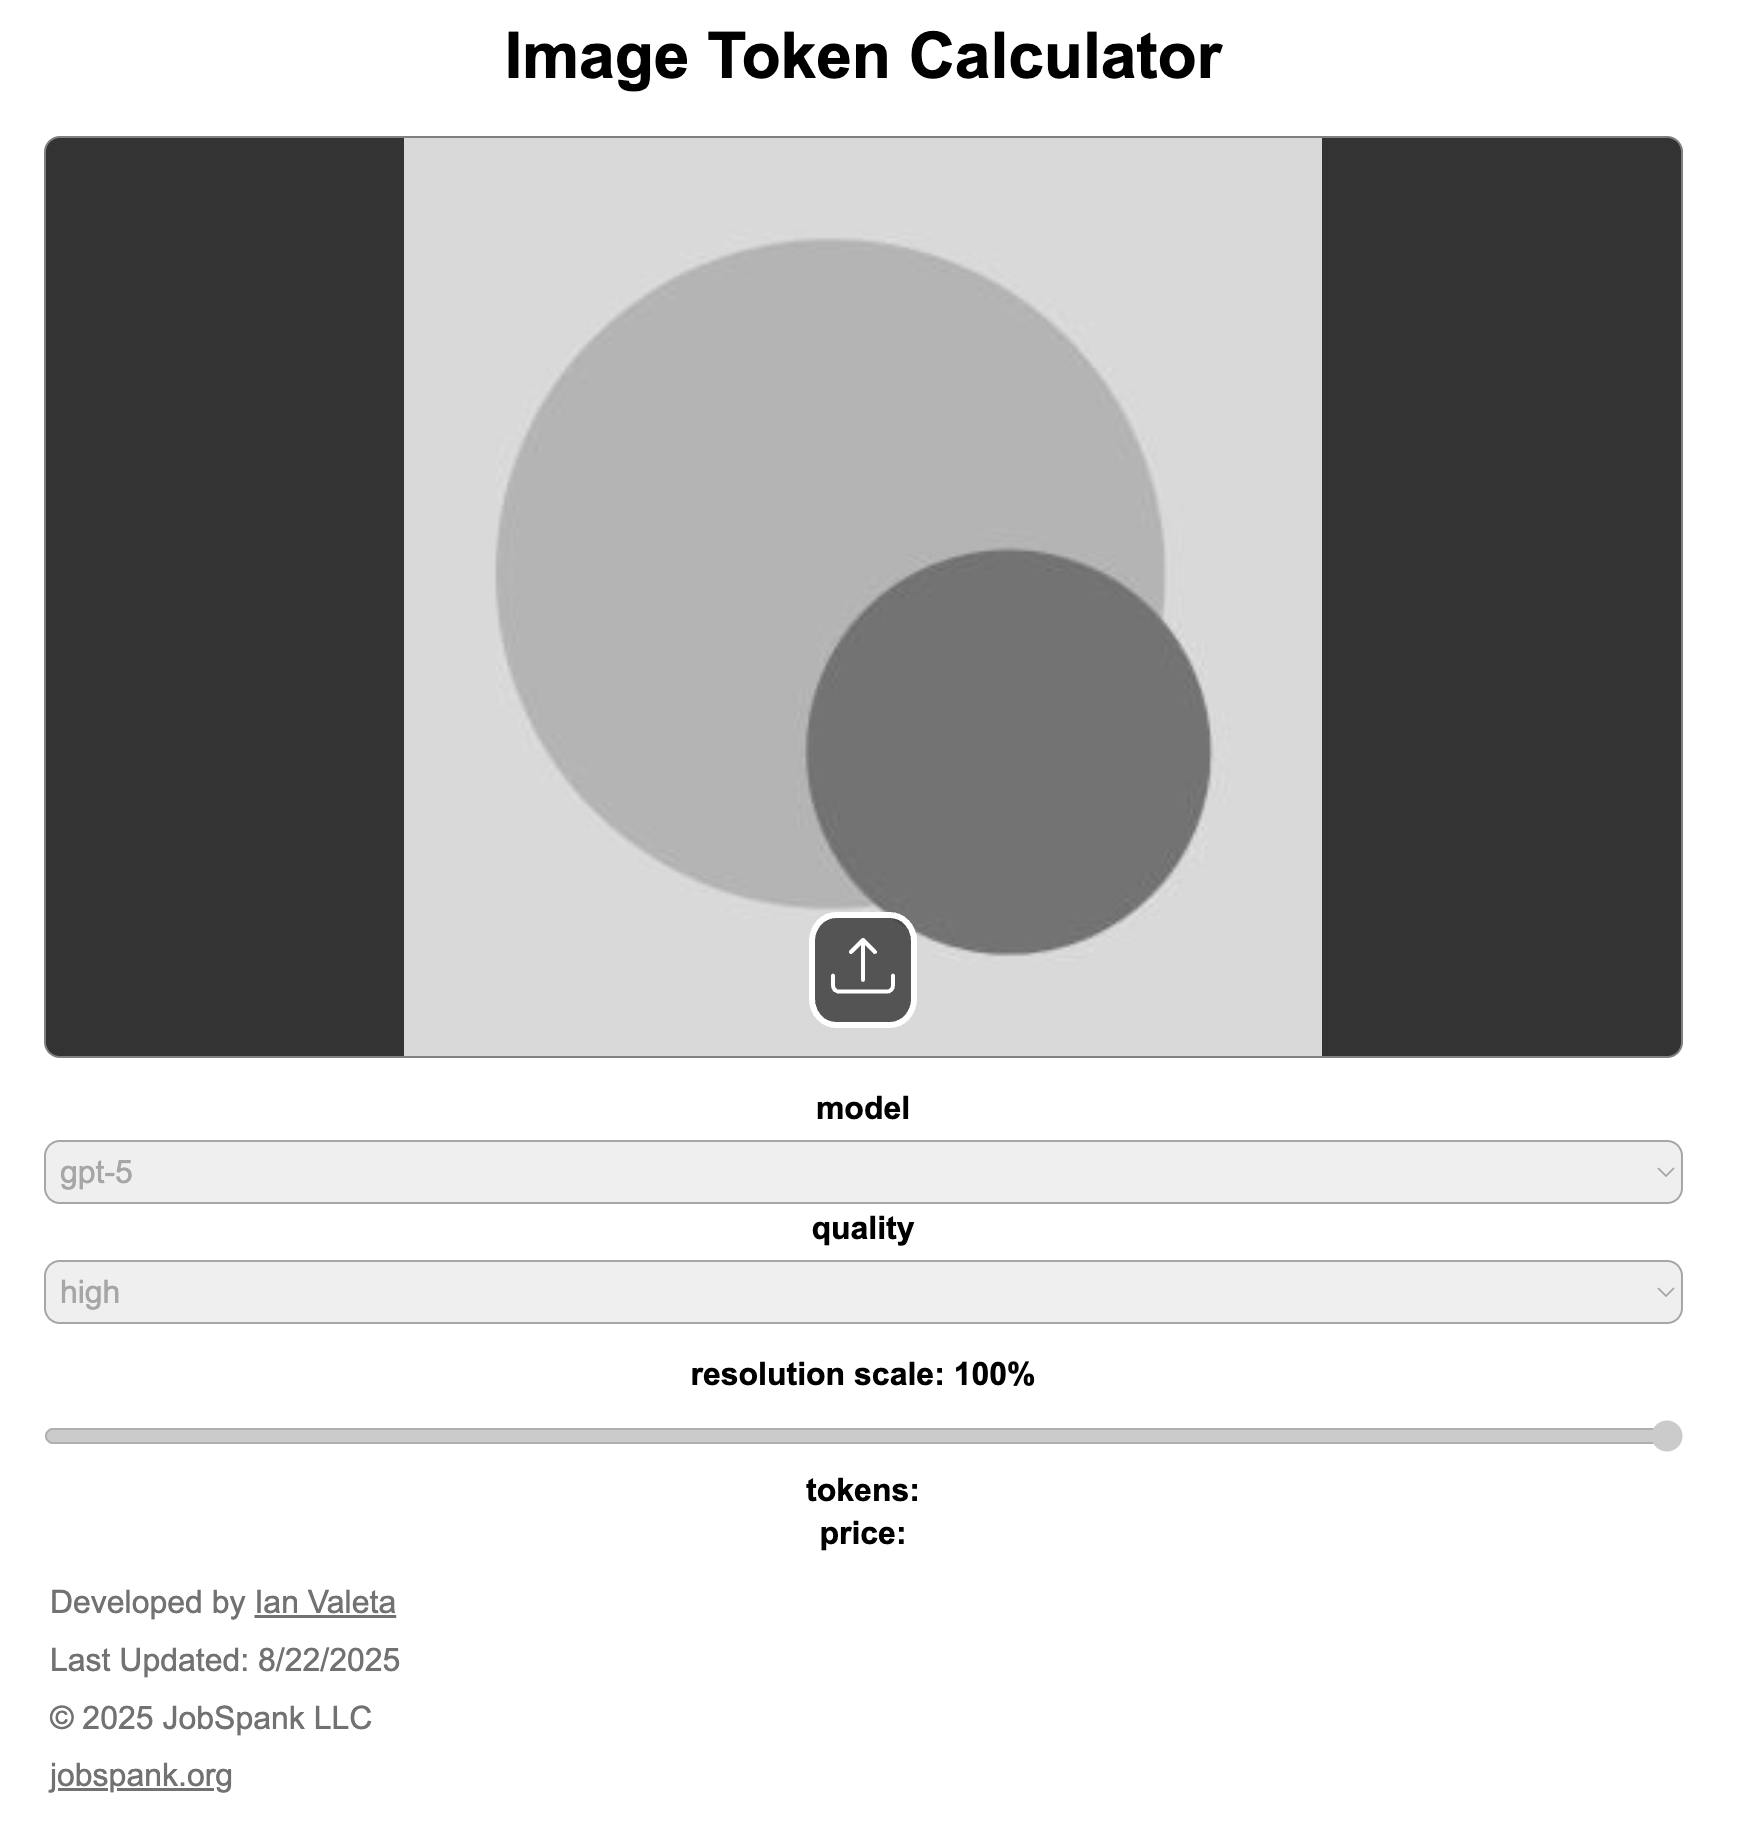 Image Token Calculator
model
gpt-5
quality
high
resolution scale: 100%
tokens:
price:
Developed by Ian Valeta
Last Updated: 8/22/2025
© 2025 JobSpank LLC
jobspank.org